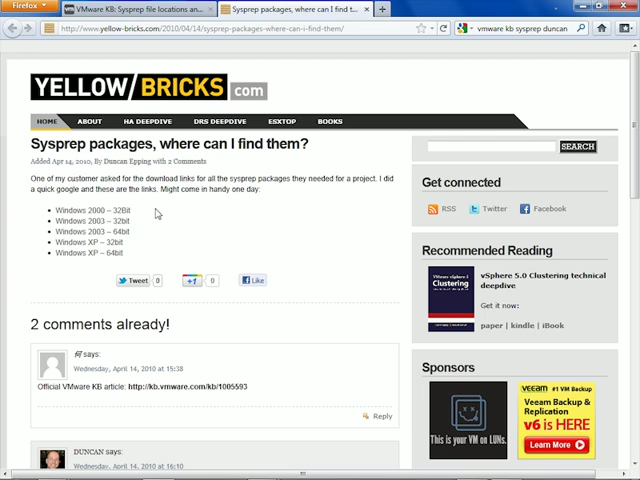 Firefox
VMware KB: Sysprep file locations an...
Sysprep packages, where can I find t...
http://www.yellow-bricks.com/2010/04/14/sysprep-packages-where-can-i-find-them/
vmware kb sysprep duncan
YELLOW/BRICKS com
HOME ABOUT HA DEEPDIVE DRS DEEPDIVE ESXTOP BOOKS
Sysprep packages, where can I find them?
Added Apr 14, 2010, By Duncan Epping with 2 Comments
One of my customer asked for the download links for all the sysprep packages they needed for a project. I did
a quick google and these are the links. Might come in handy one day:
Windows 2000 – 32Bit
Windows 2003 – 32bit
Windows 2003 – 64bit
Windows XP – 32bit
Windows XP – 64bit
Tweet 0 +1 0 Like
2 comments already!
says:
Wednesday, April 14, 2010 at 15:38
Official VMware KB article: http://kb.vmware.com/kb/1005593
Reply
DUNCAN says:
Wednesday, April 14, 2010 at 16:10
SEARCH
Get connected
RSS Twitter Facebook
Recommended Reading
VMware vSphere 5.0
Clustering
vSphere 5.0 Clustering technical
deepdive
Get it now:
paper | kindle | iBook
Sponsors
This is your VM on LUNs.
veeam #1 VM Backup
Veeam Backup &
Replication
v6 is HERE
Learn More